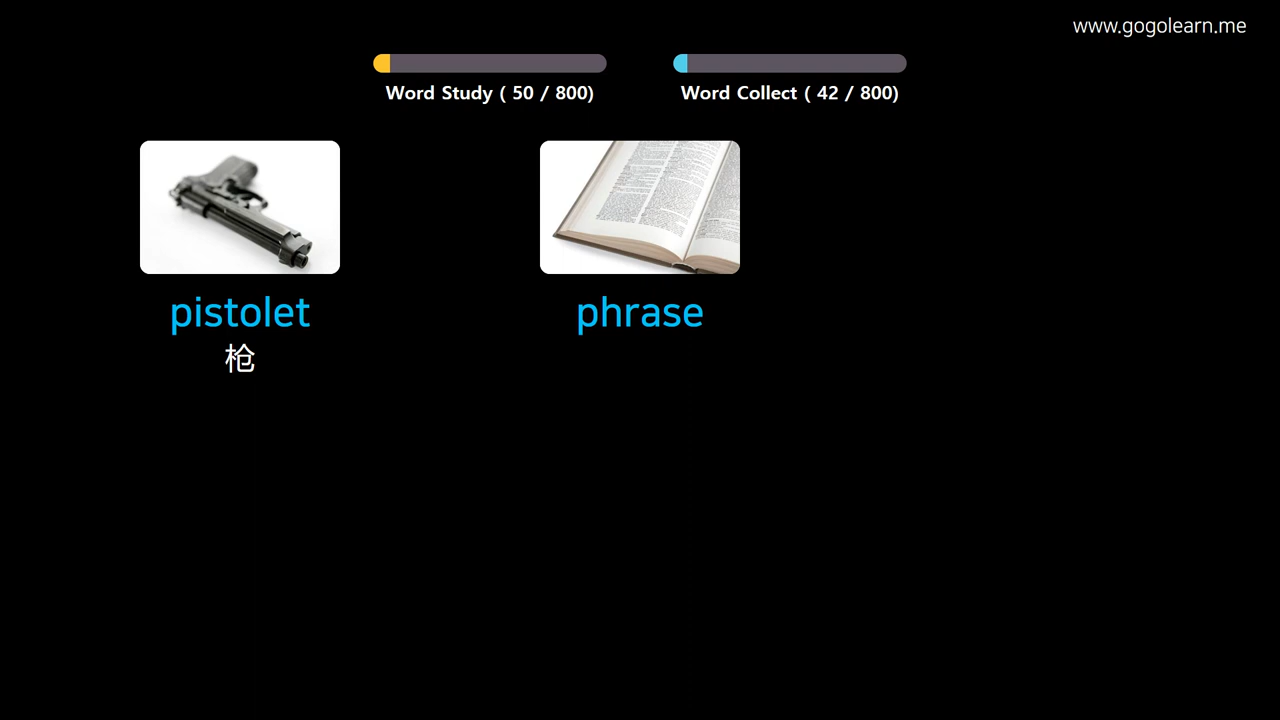 www.gogolearn.me
Word Study ( 50 / 800)
Word Collect ( 42 / 800)
pistolet
枪
phrase